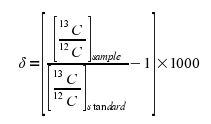 δ = [ [ ¹³C / ¹²C ]sample / [ ¹³C / ¹²C ]standard − 1 ] × 1000